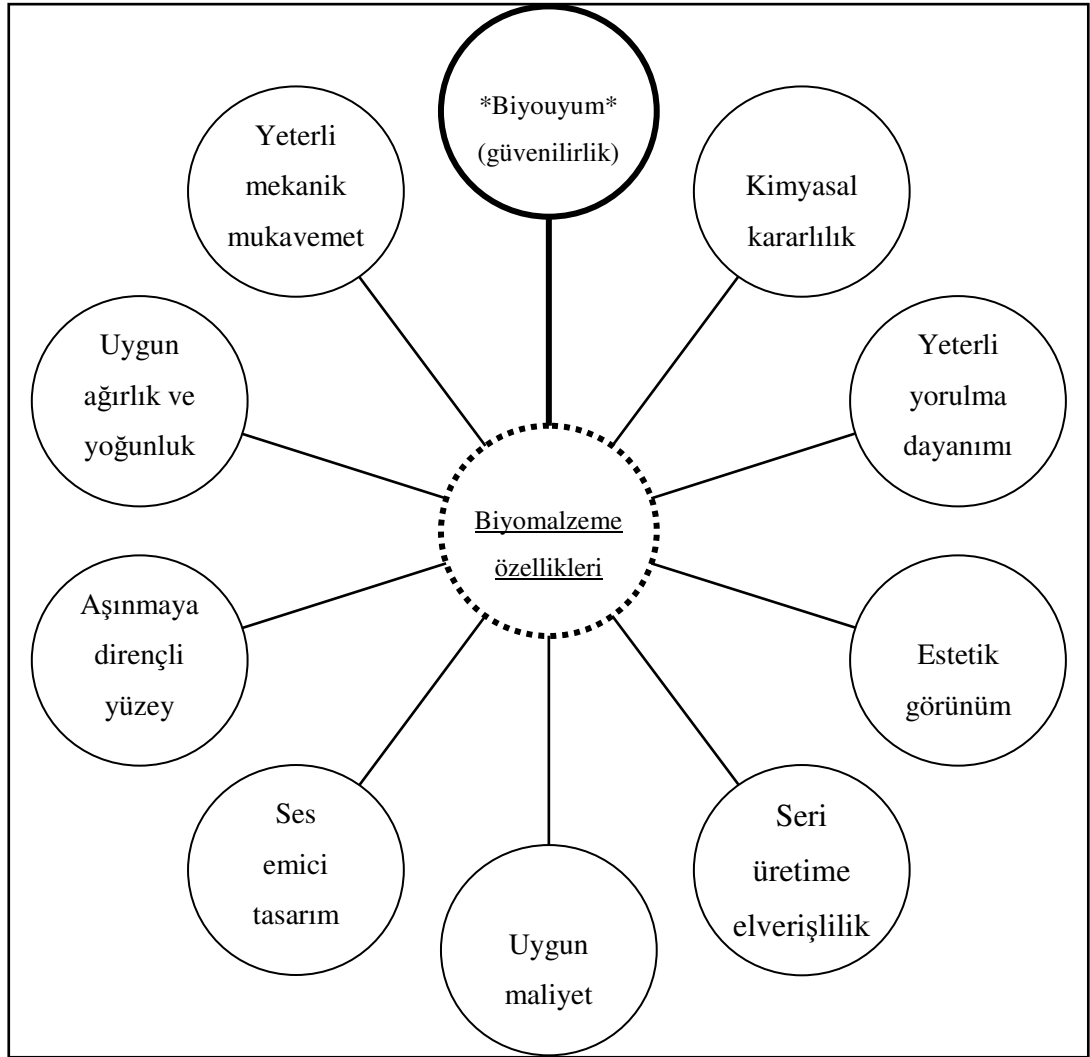 *Biyouyum*
(güvenilirlik)
Kimyasal
kararlılık
Yeterli
yorulma
dayanımı
Estetik
görünüm
Seri
üretime
elverişlilik
Uygun
maliyet
Ses
emici
tasarım
Aşınmaya
dirençli
yüzey
Uygun
ağırlık ve
yoğunluk
Yeterli
mekanik
mukavemet
Biyomalzeme
özellikleri